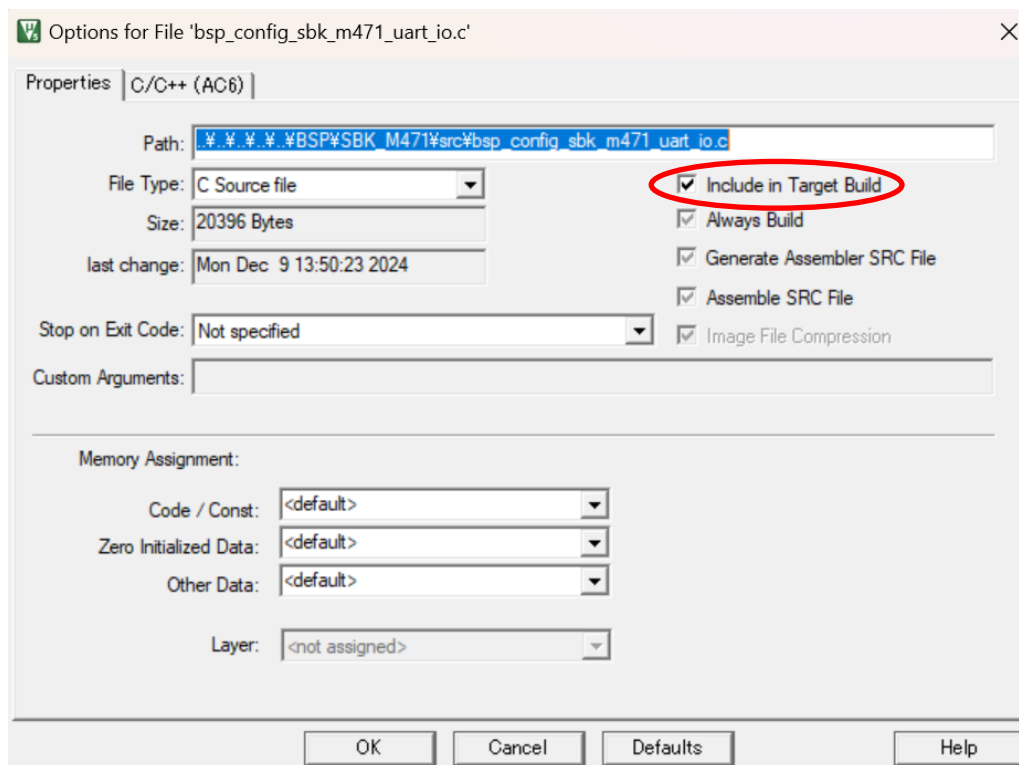 Options for File 'bsp_config_sbk_m471_uart_io.c'
Properties
C/C++ (AC6)
Path: ..¥..¥..¥..¥..¥BSP¥SBK_M471¥src¥bsp_config_sbk_m471_uart_io.c
File Type: C Source file
Include in Target Build
Size: 20396 Bytes
Always Build
last change: Mon Dec 9 13:50:23 2024
Generate Assembler SRC File
Assemble SRC File
Stop on Exit Code: Not specified
Image File Compression
Custom Arguments:
Memory Assignment:
Code / Const: <default>
Zero Initialized Data: <default>
Other Data: <default>
Layer: <not assigned>
OK
Cancel
Defaults
Help